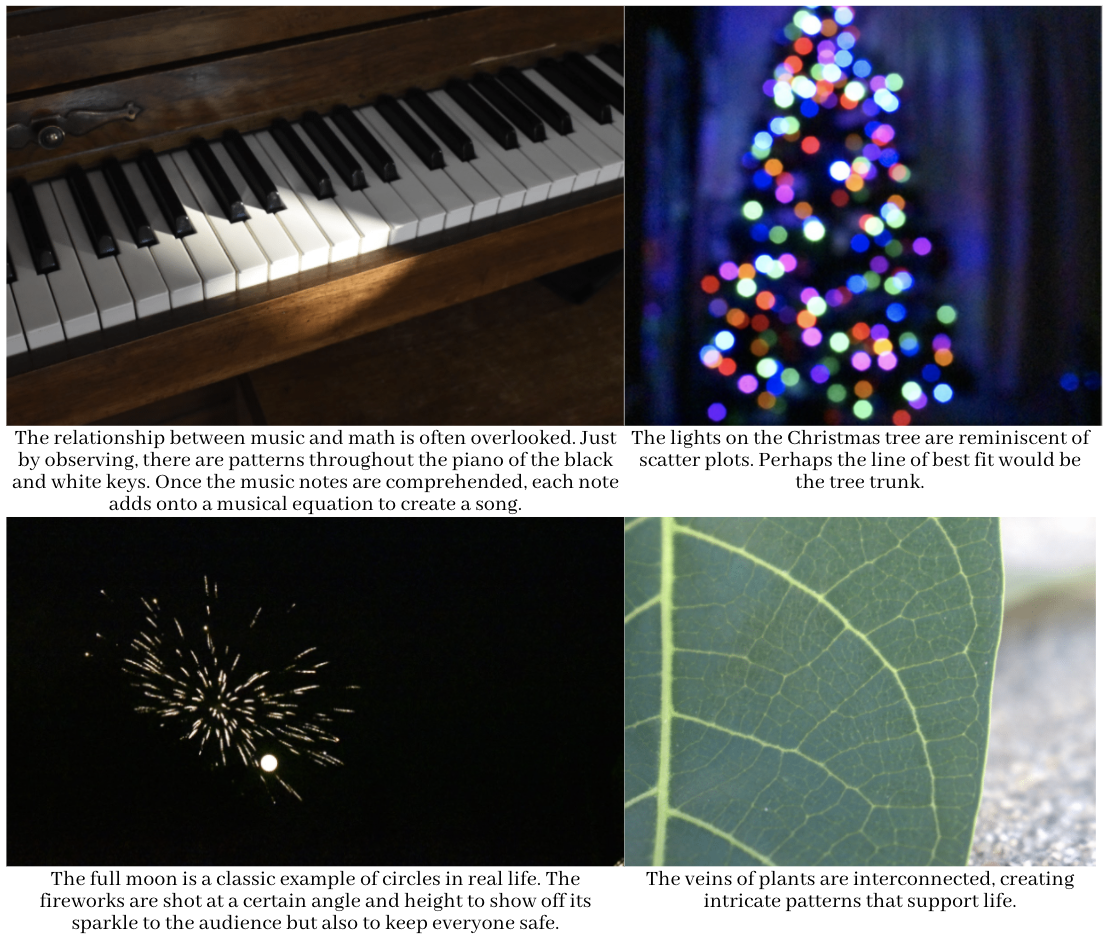 The relationship between music and math is often overlooked. Just
by observing, there are patterns throughout the piano of the black
and white keys. Once the music notes are comprehended, each note
adds onto a musical equation to create a song.
The lights on the Christmas tree are reminiscent of
scatter plots. Perhaps the line of best fit would be
the tree trunk.
The full moon is a classic example of circles in real life. The
fireworks are shot at a certain angle and height to show off its
sparkle to the audience but also to keep everyone safe.
The veins of plants are interconnected, creating
intricate patterns that support life.